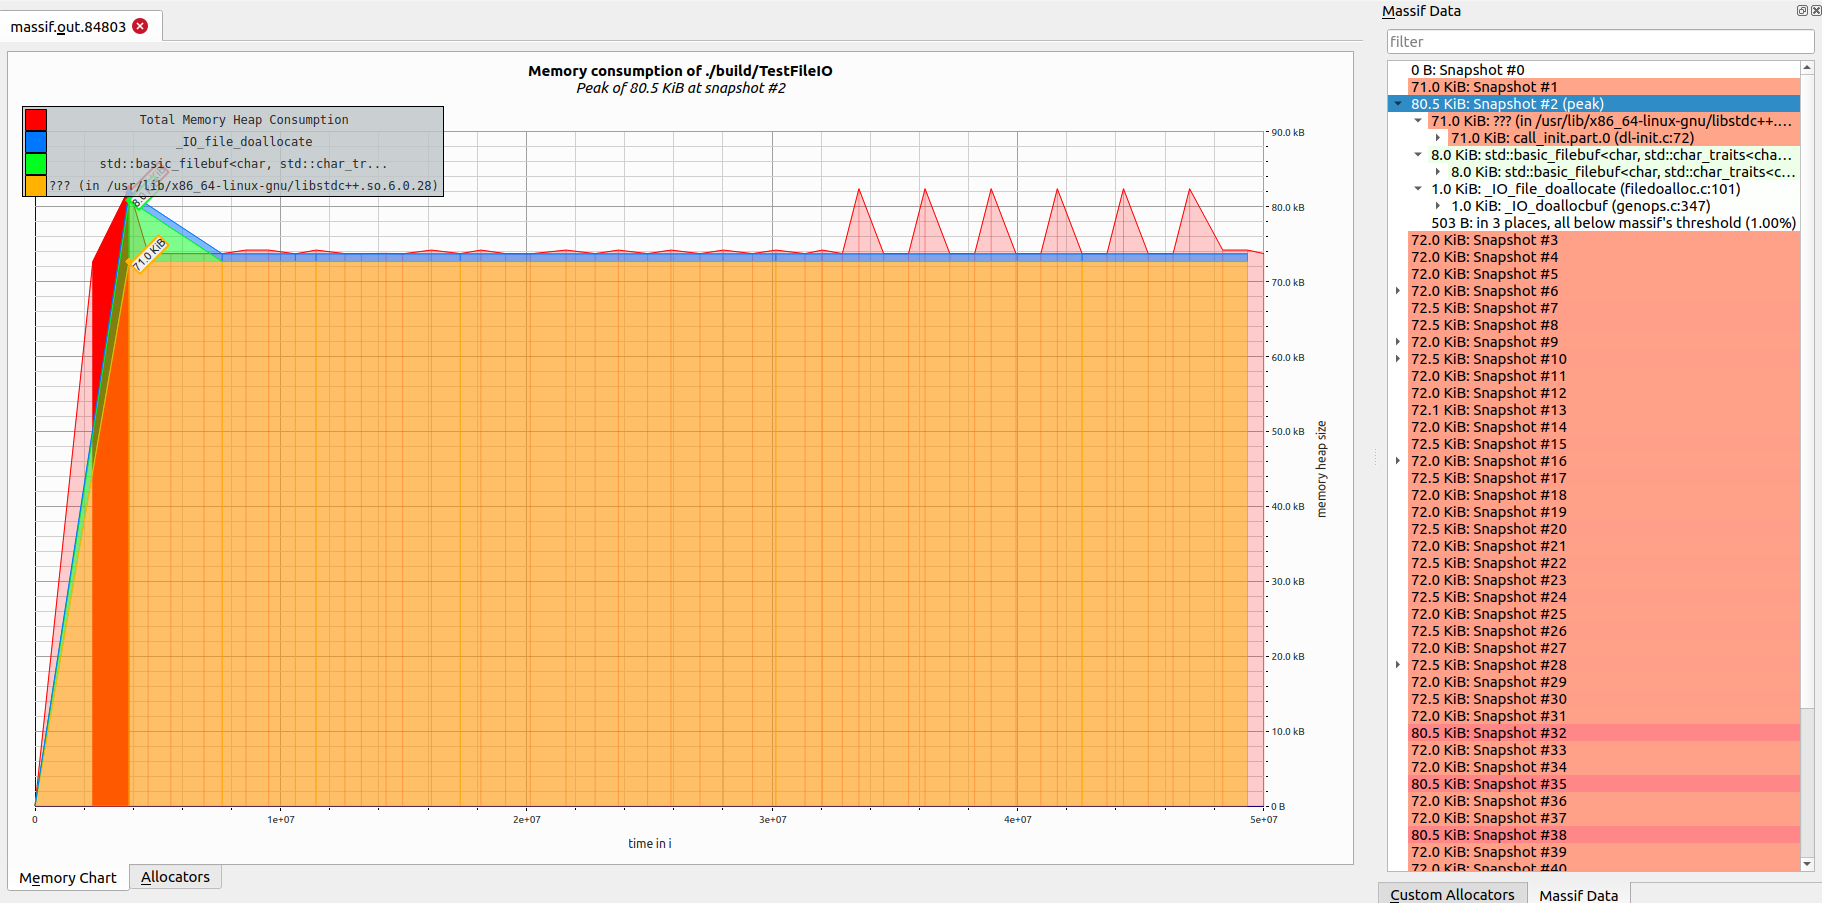 massif.out.84803
Memory consumption of ./build/TestFileIO
Peak of 80.5 KiB at snapshot #2
Total Memory Heap Consumption
_IO_file_doallocate
std::basic_filebuf<char, std::char_tr...
??? (in /usr/lib/x86_64-linux-gnu/libstdc++.so.6.0.28)
71.0 KiB
90.0 kB
80.0 kB
70.0 kB
60.0 kB
50.0 kB
40.0 kB
30.0 kB
20.0 kB
10.0 kB
0 B
memory heap size
0
1e+07
2e+07
3e+07
4e+07
5e+07
time in i
Memory Chart
Allocators
Massif Data
filter
0 B: Snapshot #0
71.0 KiB: Snapshot #1
80.5 KiB: Snapshot #2 (peak)
71.0 KiB: ??? (in /usr/lib/x86_64-linux-gnu/libstdc++....
71.0 KiB: call_init.part.0 (dl-init.c:72)
8.0 KiB: std::basic_filebuf<char, std::char_traits<cha...
8.0 KiB: std::basic_filebuf<char, std::char_traits<c...
1.0 KiB: _IO_file_doallocate (filedoalloc.c:101)
1.0 KiB: _IO_doallocbuf (genops.c:347)
503 B: in 3 places, all below massif's threshold (1.00%)
72.0 KiB: Snapshot #3
72.0 KiB: Snapshot #4
72.0 KiB: Snapshot #5
72.0 KiB: Snapshot #6
72.5 KiB: Snapshot #7
72.5 KiB: Snapshot #8
72.0 KiB: Snapshot #9
72.5 KiB: Snapshot #10
72.0 KiB: Snapshot #11
72.0 KiB: Snapshot #12
72.1 KiB: Snapshot #13
72.0 KiB: Snapshot #14
72.5 KiB: Snapshot #15
72.0 KiB: Snapshot #16
72.5 KiB: Snapshot #17
72.0 KiB: Snapshot #18
72.0 KiB: Snapshot #19
72.5 KiB: Snapshot #20
72.0 KiB: Snapshot #21
72.5 KiB: Snapshot #22
72.0 KiB: Snapshot #23
72.5 KiB: Snapshot #24
72.0 KiB: Snapshot #25
72.5 KiB: Snapshot #26
72.0 KiB: Snapshot #27
72.5 KiB: Snapshot #28
72.0 KiB: Snapshot #29
72.5 KiB: Snapshot #30
72.0 KiB: Snapshot #31
80.5 KiB: Snapshot #32
72.0 KiB: Snapshot #33
72.0 KiB: Snapshot #34
80.5 KiB: Snapshot #35
72.0 KiB: Snapshot #36
72.0 KiB: Snapshot #37
80.5 KiB: Snapshot #38
72.0 KiB: Snapshot #39
72.0 KiB: Snapshot #40
Custom Allocators
Massif Data